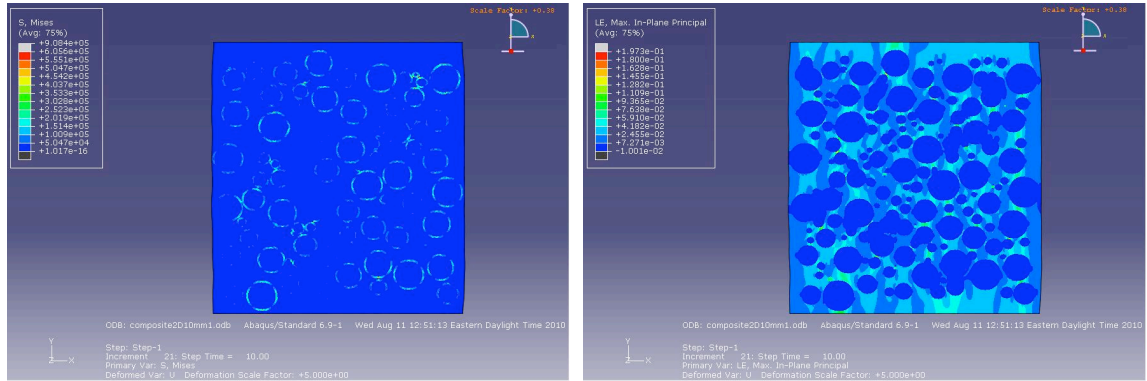 Scale Factor: +0.38
S, Mises
(Avg: 75%)
+9.084e+05
+6.056e+05
+5.551e+05
+5.047e+05
+4.542e+05
+4.037e+05
+3.533e+05
+3.028e+05
+2.523e+05
+2.019e+05
+1.514e+05
+1.009e+05
+5.047e+04
+1.017e-16
ODB: composite2D10mm1.odb Abaqus/Standard 6.9-1 Wed Aug 11 12:51:13 Eastern Daylight Time 2010
Y
Z X
Step: Step-1
Increment 21: Step Time = 10.00
Primary Var: S, Mises
Deformed Var: U Deformation Scale Factor: +5.000e+00
Scale Factor: +0.38
LE, Max. In-Plane Principal
(Avg: 75%)
+1.973e-01
+1.800e-01
+1.628e-01
+1.455e-01
+1.282e-01
+1.109e-01
+9.365e-02
+7.638e-02
+5.910e-02
+4.182e-02
+2.455e-02
+7.271e-03
-1.001e-02
ODB: composite2D10mm1.odb Abaqus/Standard 6.9-1 Wed Aug 11 12:51:13 Eastern Daylight Time 2010
Y
Z X
Step: Step-1
Increment 21: Step Time = 10.00
Primary Var: LE, Max. In-Plane Principal
Deformed Var: U Deformation Scale Factor: +5.000e+00